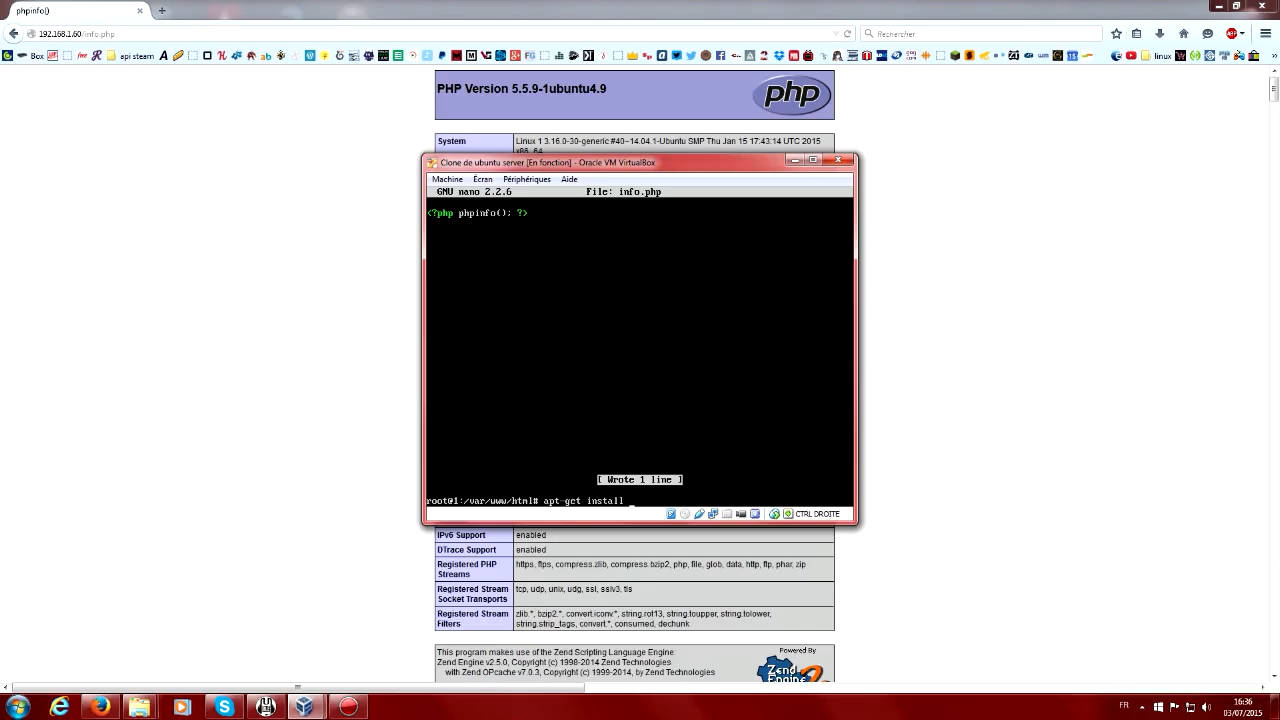 phpinfo()
192.168.1.60/info.php
Rechercher
Box
api steam
linux
PHP Version 5.5.9-1ubuntu4.9
php
System
Linux 1 3.16.0-30-generic #40~14.04.1-Ubuntu SMP Thu Jan 15 17:43:14 UTC 2015
x86_64
Clone de ubuntu server [En fonction] - Oracle VM VirtualBox
Machine Écran Périphériques Aide
GNU nano 2.2.6 File: info.php
<?php phpinfo(); ?>
[ Wrote 1 line ]
root@1:/var/www/html# apt-get install _
CTRL DROITE
IPv6 Support enabled
DTrace Support enabled
Registered PHP
Streams
https, ftps, compress.zlib, compress.bzip2, php, file, glob, data, http, ftp, phar, zip
Registered Stream
Socket Transports
tcp, udp, unix, udg, ssl, sslv3, tls
Registered Stream
Filters
zlib.*, bzip2.*, convert.iconv.*, string.rot13, string.toupper, string.tolower,
string.strip_tags, convert.*, consumed, dechunk
This program makes use of the Zend Scripting Language Engine:
Zend Engine v2.5.0, Copyright (c) 1998-2014 Zend Technologies
with Zend OPcache v7.0.3, Copyright (c) 1999-2014, by Zend Technologies
Powered By
Zend
Engine 2
FR
16:36
03/07/2015